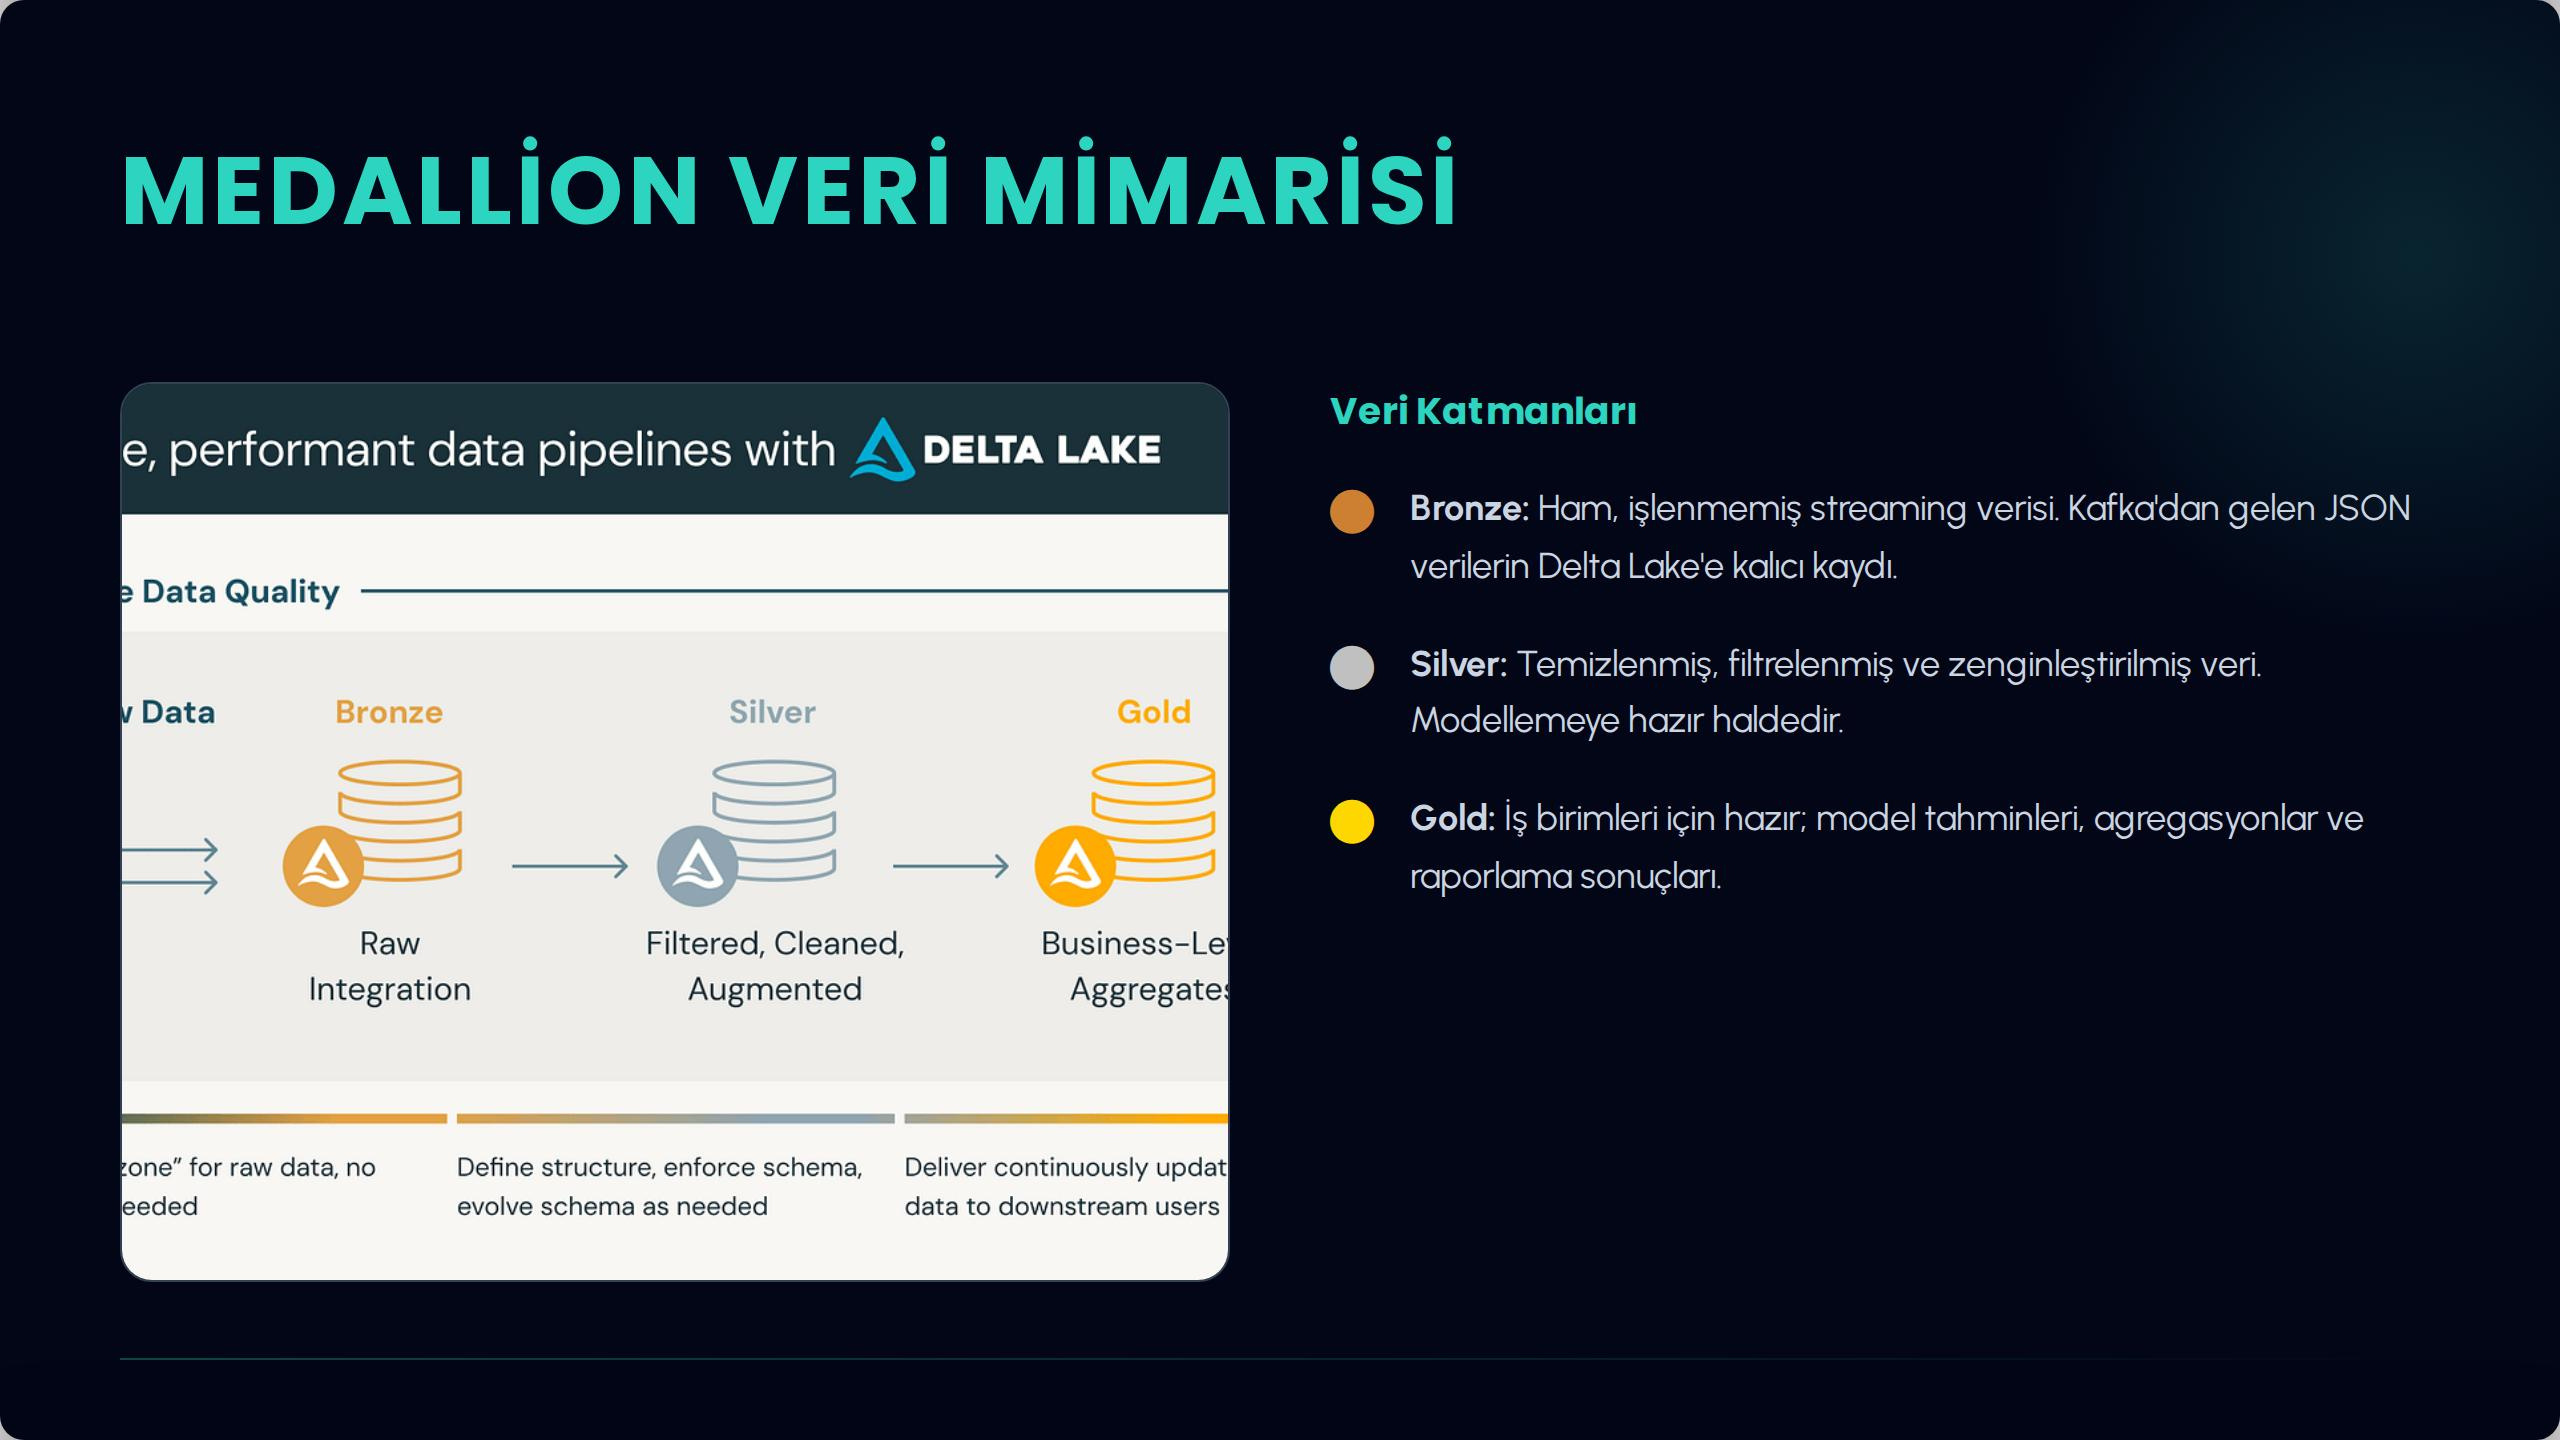 MEDALLİON VERİ MİMARİSİ
e, performant data pipelines with DELTA LAKE
e Data Quality
Data
Bronze
Silver
Gold
Raw
Integration
Filtered, Cleaned,
Augmented
Business-Lev
Aggregates
zone” for raw data, no
eeded
Define structure, enforce schema,
evolve schema as needed
Deliver continuously updat
data to downstream users
Veri Katmanları
Bronze: Ham, işlenmemiş streaming verisi. Kafka'dan gelen JSON
verilerin Delta Lake'e kalıcı kaydı.
Silver: Temizlenmiş, filtrelenmiş ve zenginleştirilmiş veri.
Modellemeye hazır haldedir.
Gold: İş birimleri için hazır; model tahminleri, agregasyonlar ve
raporlama sonuçları.